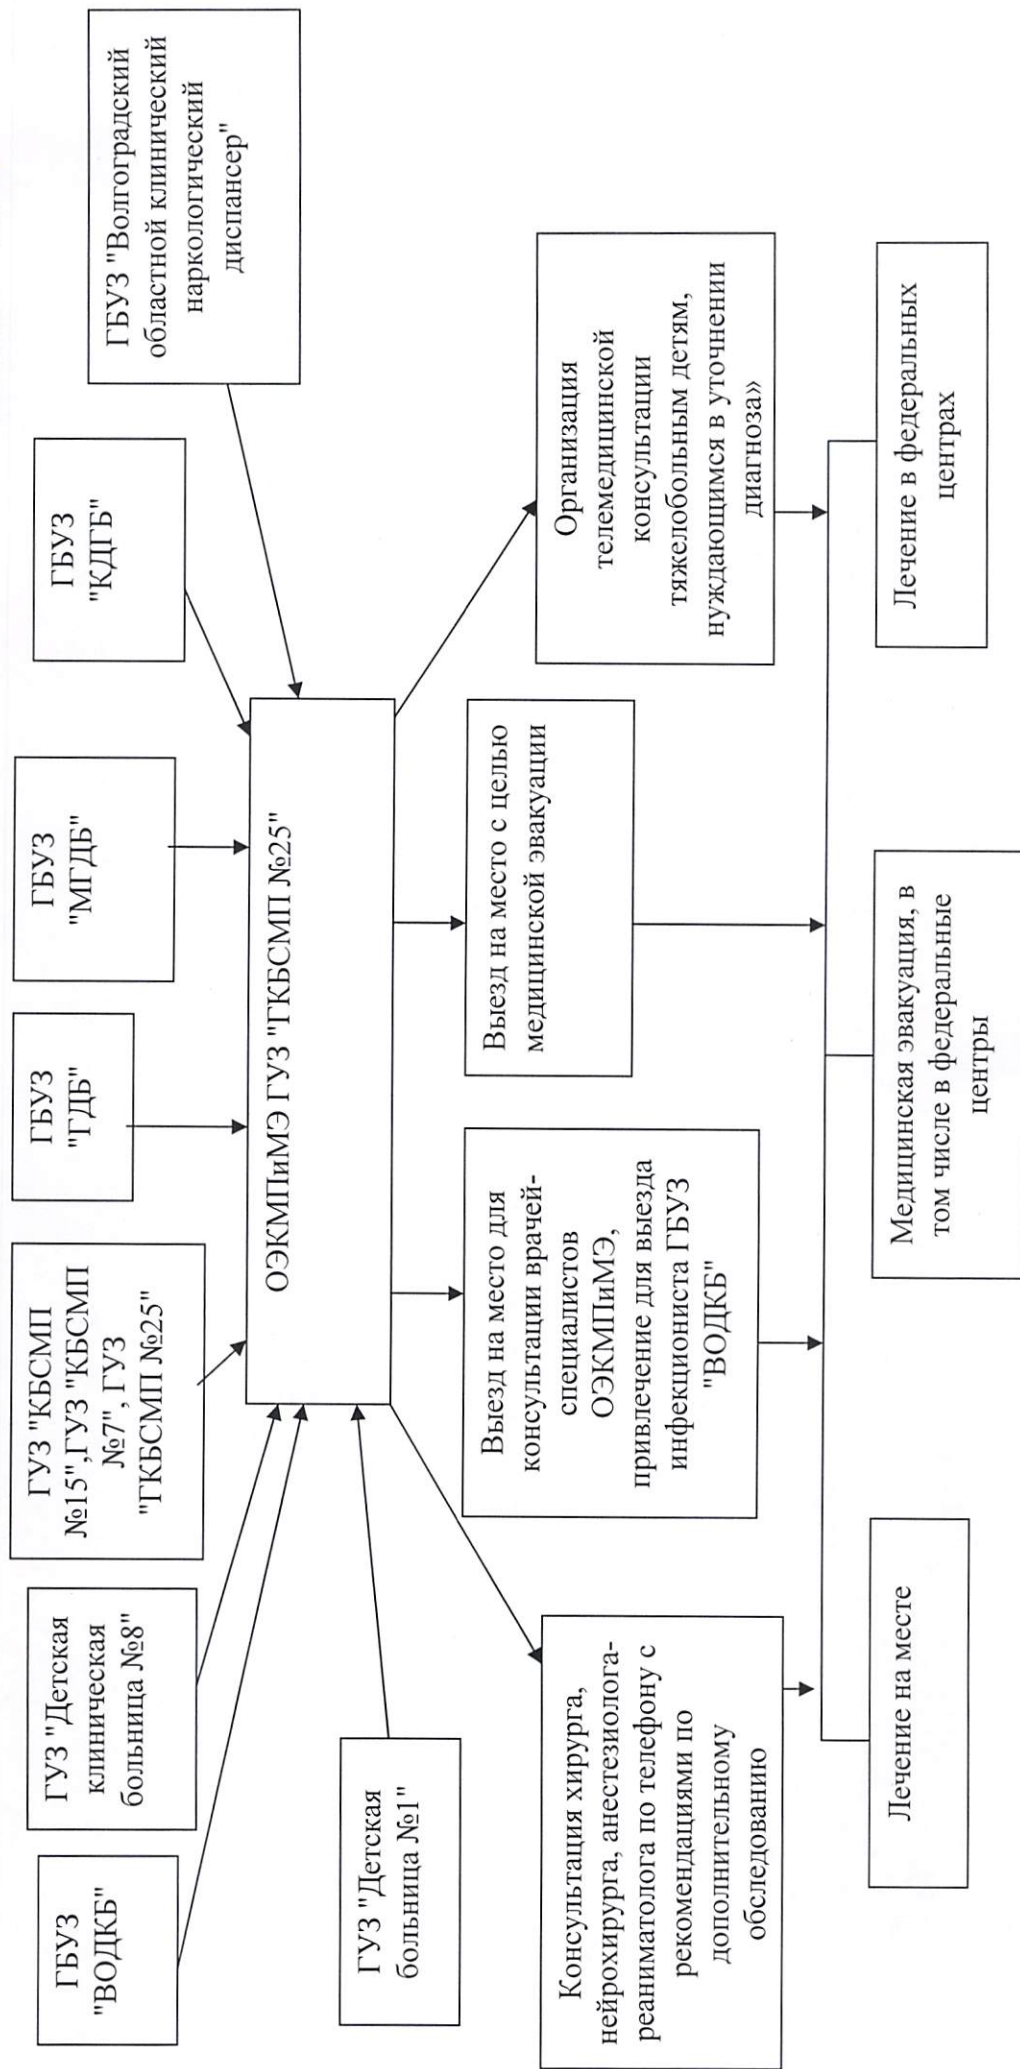 ГБУЗ
"ВОДКБ"
ГУЗ "Детская
клиническая
больница №8"
ГУЗ "КБСМП
№15",ГУЗ "КБСМП
№7", ГУЗ
"ГКБСМП №25"
ГБУЗ
"ГДБ"
ГБУЗ
"МГДБ"
ГБУЗ
"КДГБ"
ГБУЗ "Волгоградский
областной клинический
наркологический
диспансер"
ГУЗ "Детская
больница №1"
ОЭКМПиМЭ ГУЗ "ГКБСМП №25"
Консультация хирурга,
нейрохирурга, анестезиолога-
реаниматолога по телефону с
рекомендациями по
дополнительному
обследованию
Выезд на место для
консультации врачей-
специалистов
ОЭКМПиМЭ,
привлечение для выезда
инфекциониста ГБУЗ
"ВОДКБ"
Выезд на место с целью
медицинской эвакуации
Организация
телемедицинской
консультации
тяжелобольным детям,
нуждающимся в уточнении
диагноза»
Лечение на месте
Медицинская эвакуация, в
том числе в федеральные
центры
Лечение в федеральных
центрах